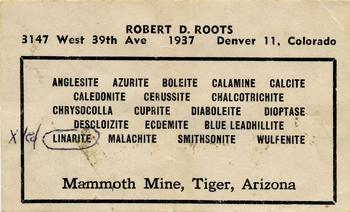 ROBERT D. ROOTS
3147 West 39th Ave 1937 Denver 11, Colorado
ANGLESITE AZURITE BOLEITE CALAMINE CALCITE
CALEDONITE CERUSSITE CHALCOTRICHITE
CHRYSOCOLLA CUPRITE DIABOLEITE DIOPTASE
DESCLOIZITE ECDEMITE BLUE LEADHILLITE
LINARITE MALACHITE SMITHSONITE WULFENITE
Mammoth Mine, Tiger, Arizona